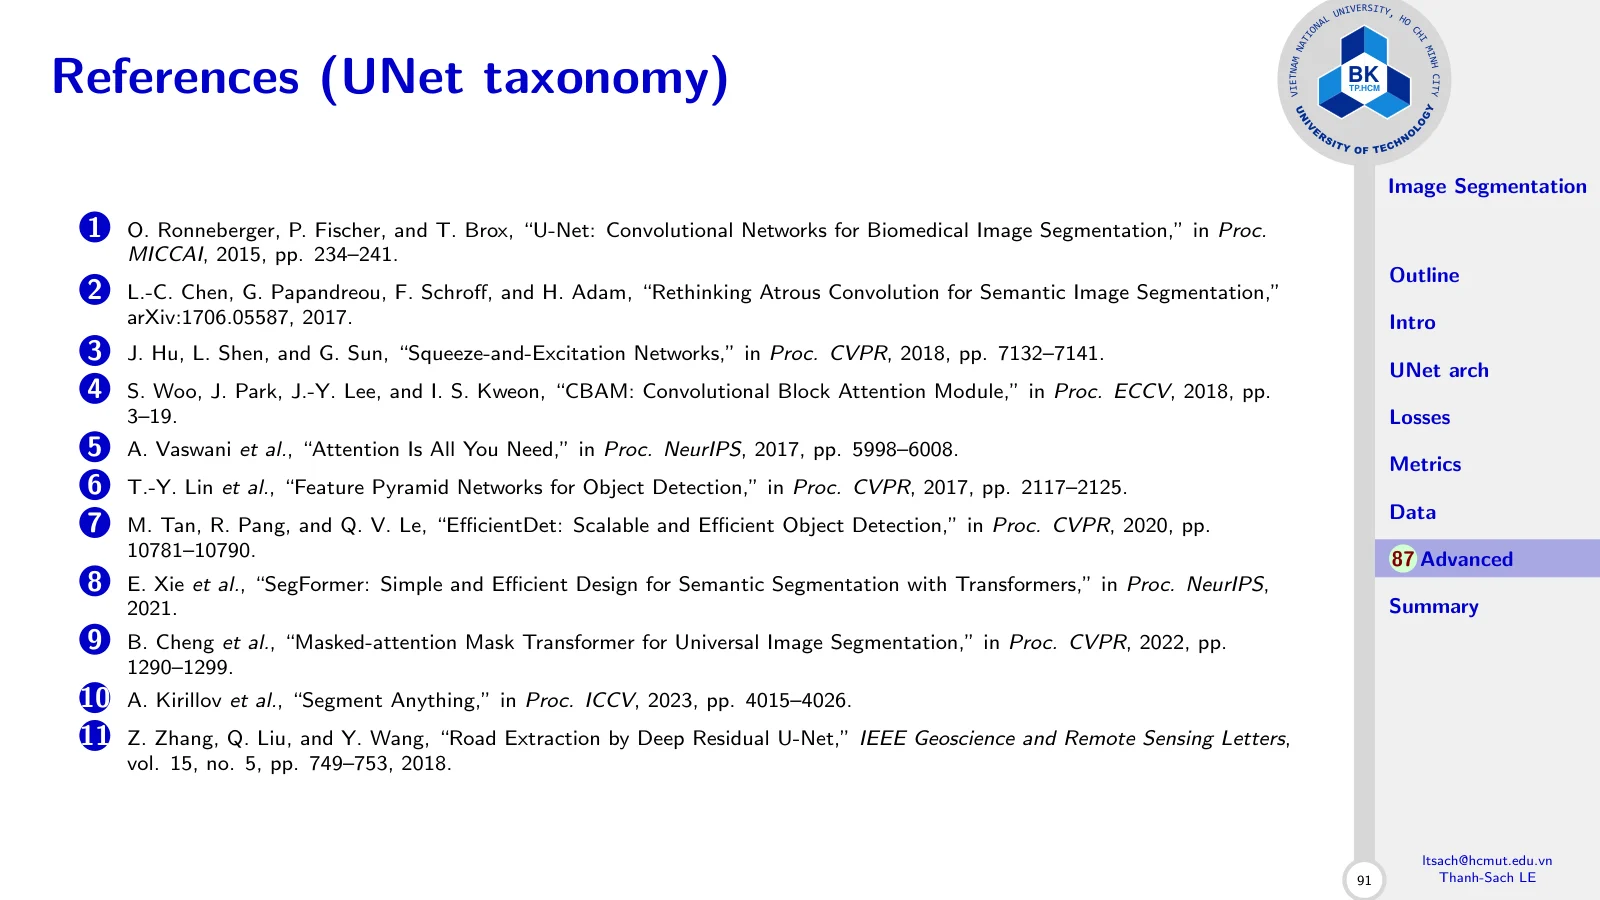 References (UNet taxonomy)
1 O. Ronneberger, P. Fischer, and T. Brox, “U-Net: Convolutional Networks for Biomedical Image Segmentation,” in Proc.
MICCAI, 2015, pp. 234–241.
2 L.-C. Chen, G. Papandreou, F. Schroff, and H. Adam, “Rethinking Atrous Convolution for Semantic Image Segmentation,”
arXiv:1706.05587, 2017.
3 J. Hu, L. Shen, and G. Sun, “Squeeze-and-Excitation Networks,” in Proc. CVPR, 2018, pp. 7132–7141.
4 S. Woo, J. Park, J.-Y. Lee, and I. S. Kweon, “CBAM: Convolutional Block Attention Module,” in Proc. ECCV, 2018, pp.
3–19.
5 A. Vaswani et al., “Attention Is All You Need,” in Proc. NeurIPS, 2017, pp. 5998–6008.
6 T.-Y. Lin et al., “Feature Pyramid Networks for Object Detection,” in Proc. CVPR, 2017, pp. 2117–2125.
7 M. Tan, R. Pang, and Q. V. Le, “EfficientDet: Scalable and Efficient Object Detection,” in Proc. CVPR, 2020, pp.
10781–10790.
8 E. Xie et al., “SegFormer: Simple and Efficient Design for Semantic Segmentation with Transformers,” in Proc. NeurIPS,
2021.
9 B. Cheng et al., “Masked-attention Mask Transformer for Universal Image Segmentation,” in Proc. CVPR, 2022, pp.
1290–1299.
10 A. Kirillov et al., “Segment Anything,” in Proc. ICCV, 2023, pp. 4015–4026.
11 Z. Zhang, Q. Liu, and Y. Wang, “Road Extraction by Deep Residual U-Net,” IEEE Geoscience and Remote Sensing Letters,
vol. 15, no. 5, pp. 749–753, 2018.
VIETNAM NATIONAL UNIVERSITY, HO CHI MINH CITY
BK
TP.HCM
UNIVERSITY OF TECHNOLOGY
Image Segmentation
Outline
Intro
UNet arch
Losses
Metrics
Data
87 Advanced
Summary
ltsach@hcmut.edu.vn
Thanh-Sach LE
91